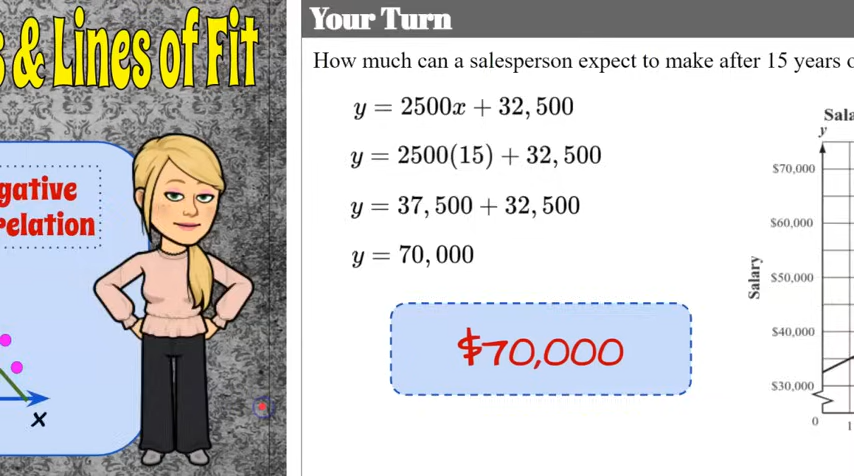 & Lines of Fit
x
Your Turn
How much can a salesperson expect to make after 15 years
y = 2500x + 32,500
y = 2500(15) + 32,500
y = 37,500 + 32,500
y = 70,000
$70,000
y
$70,000
$60,000
Salary
$50,000
$40,000
$30,000
0
1